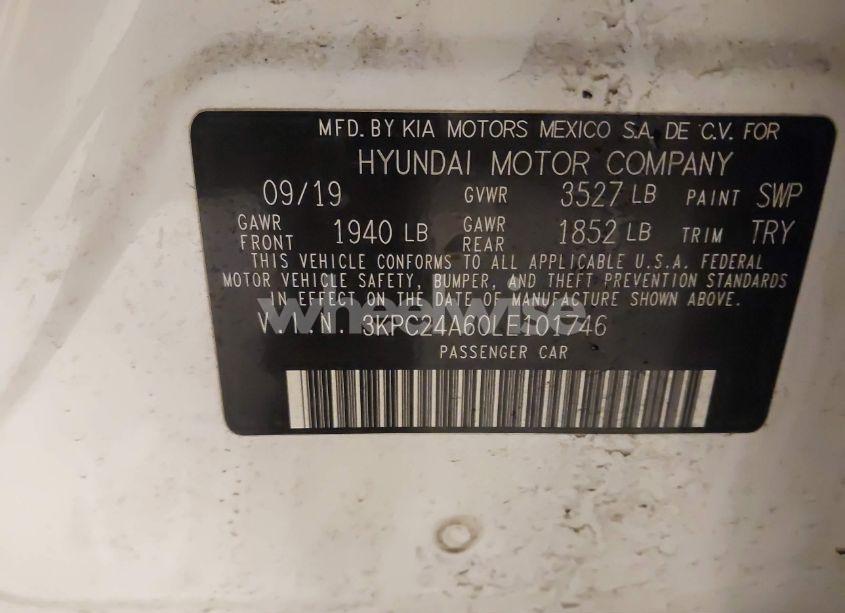 MFD. BY KIA MOTORS MEXICO S.A. DE C.V. FOR
HYUNDAI MOTOR COMPANY
09/19 GVWR 3527 LB PAINT SWP
GAWR FRONT 1940 LB GAWR REAR 1852 LB TRIM TRY
THIS VEHICLE CONFORMS TO ALL APPLICABLE U.S.A. FEDERAL
MOTOR VEHICLE SAFETY, BUMPER, AND THEFT PREVENTION STANDARDS
IN EFFECT ON THE DATE OF MANUFACTURE SHOWN ABOVE.
wheelwise
V.I.N. 3KPC24A60LE101746
PASSENGER CAR